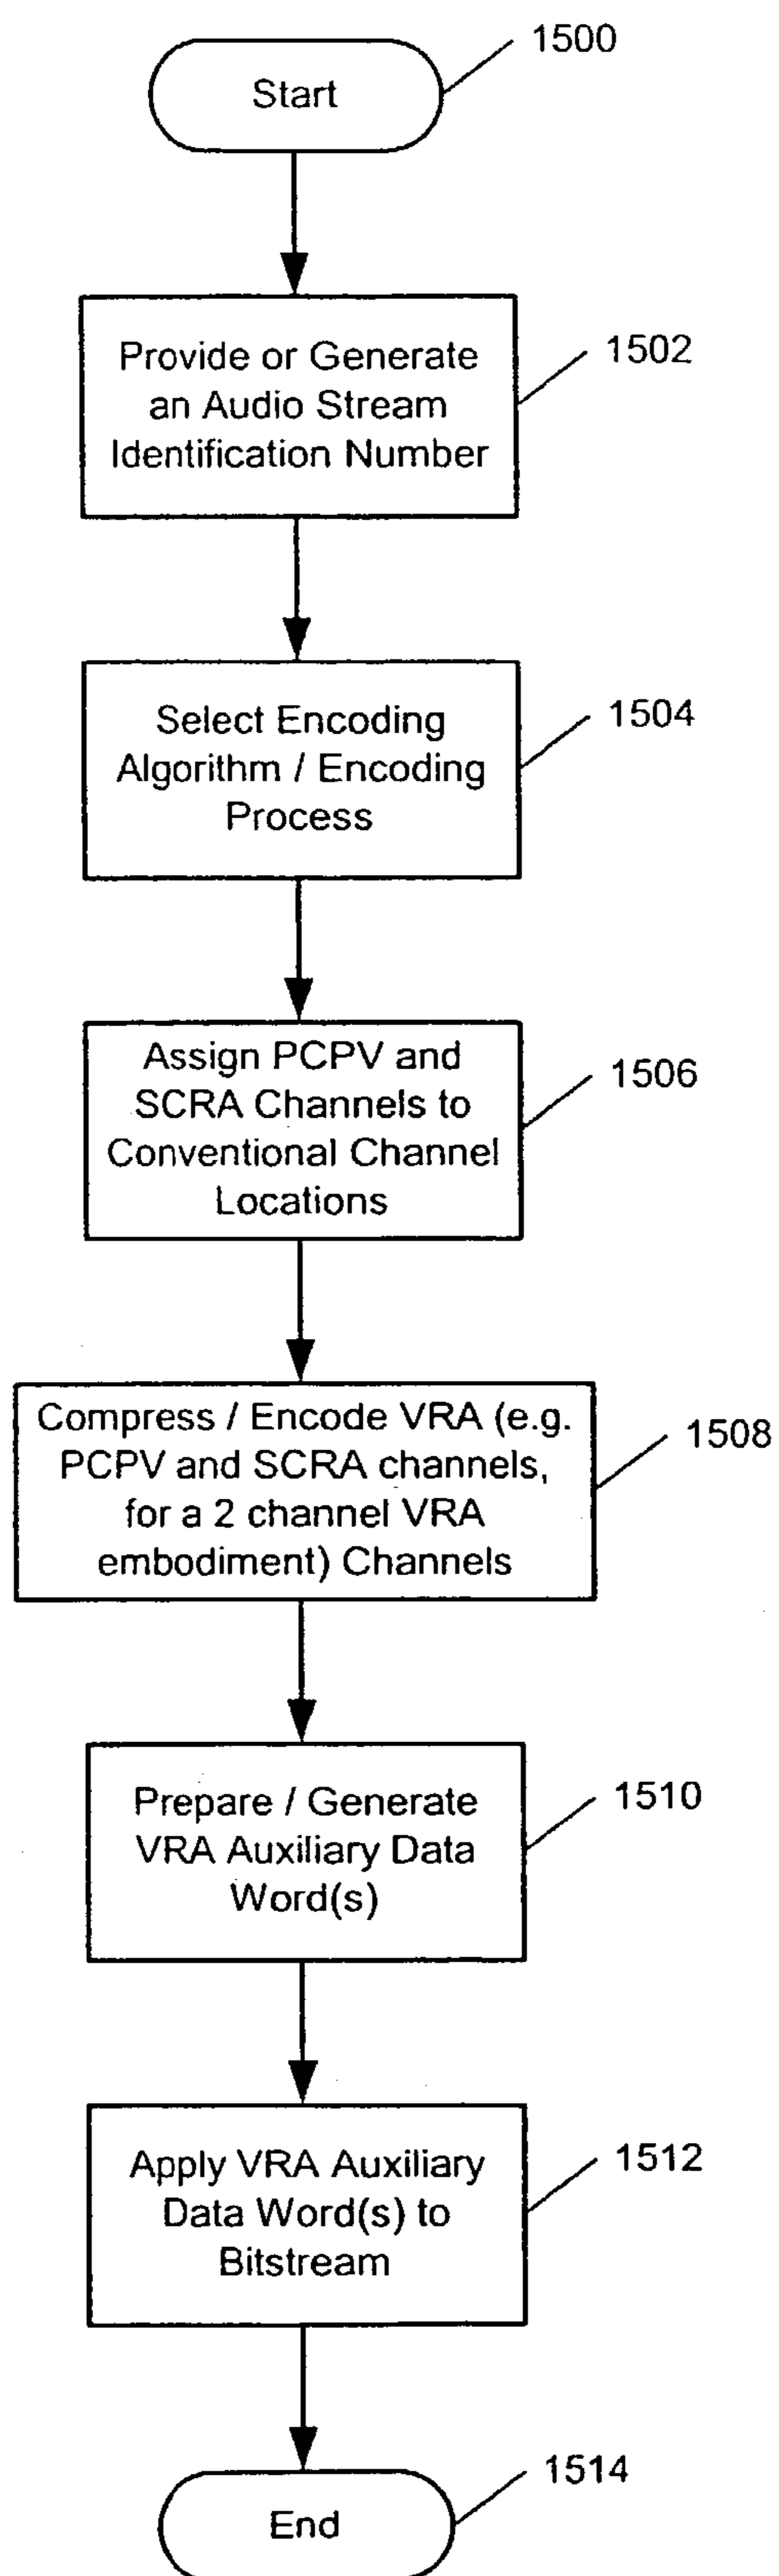 1500
Start
1502
Provide or Generate
an Audio Stream
Identification Number
1504
Select Encoding
Algorithm / Encoding
Process
1506
Assign PCPV and
SCRA Channels to
Conventional Channel
Locations
1508
Compress / Encode VRA (e.g.
PCPV and SCRA channels,
for a 2 channel VRA
embodiment) Channels
1510
Prepare / Generate
VRA Auxiliary Data
Word(s)
1512
Apply VRA Auxiliary
Data Word(s) to
Bitstream
1514
End